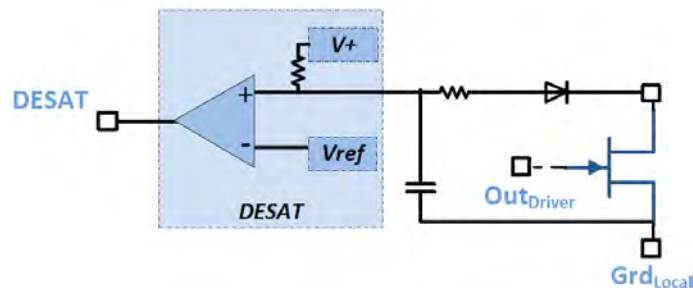 V+
DESAT
+
-
Vref
DESAT
Out_Driver
Grd_Local